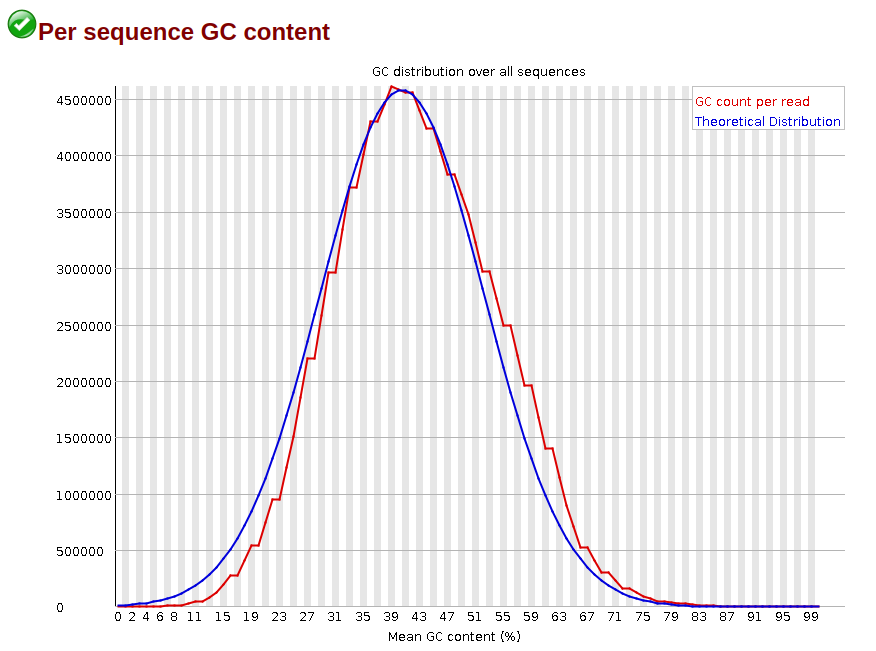 Per sequence GC content
GC distribution over all sequences
GC count per read
Theoretical Distribution
4500000
4000000
3500000
3000000
2500000
2000000
1500000
1000000
500000
0
0 2 4 6 8 11 15 19 23 27 31 35 39 43 47 51 55 59 63 67 71 75 79 83 87 91 95 99
Mean GC content (%)